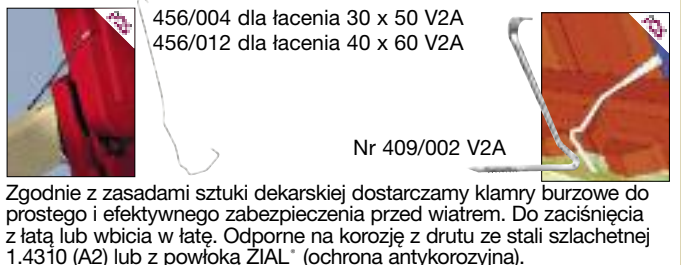 456/004 dla łacenia 30 x 50 V2A
456/012 dla łacenia 40 x 60 V2A
Nr 409/002 V2A
Zgodnie z zasadami sztuki dekarskiej dostarczamy klamry burzowe do
prostego i efektywnego zabezpieczenia przed wiatrem. Do zaciśnięcia
z łatą lub wbicia w łatę. Odporne na korozję z drutu ze stali szlachetnej
1.4310 (A2) lub z powłoka ZIAL® (ochrona antykorozyjna).